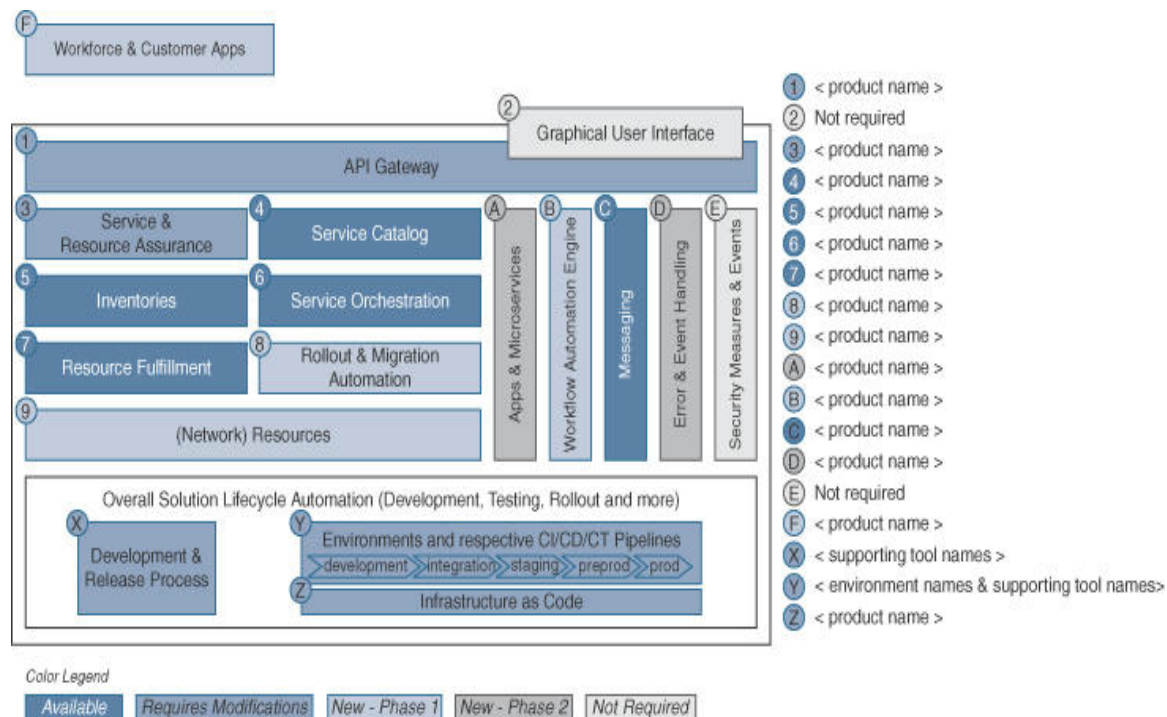 F
Workforce & Customer Apps
2
Graphical User Interface
1
API Gateway
3
Service &
Resource Assurance
4
Service Catalog
5
Inventories
6
Service Orchestration
7
Resource Fulfillment
8
Rollout & Migration
Automation
9
(Network) Resources
A
Apps & Microservices
B
Workflow Automation Engine
C
Messaging
D
Error & Event Handling
E
Security Measures & Events
Overall Solution Lifecycle Automation (Development, Testing, Rollout and more)
X
Development &
Release Process
Y
Environments and respective CI/CD/CT Pipelines
development integration staging preprod prod
Z
Infrastructure as Code
1 < product name >
2 Not required
3 < product name >
4 < product name >
5 < product name >
6 < product name >
7 < product name >
8 < product name >
9 < product name >
A < product name >
B < product name >
C < product name >
D < product name >
E Not required
F < product name >
X < supporting tool names >
Y < environment names & supporting tool names>
Z < product name >
Color Legend
Available Requires Modifications New - Phase 1 New - Phase 2 Not Required